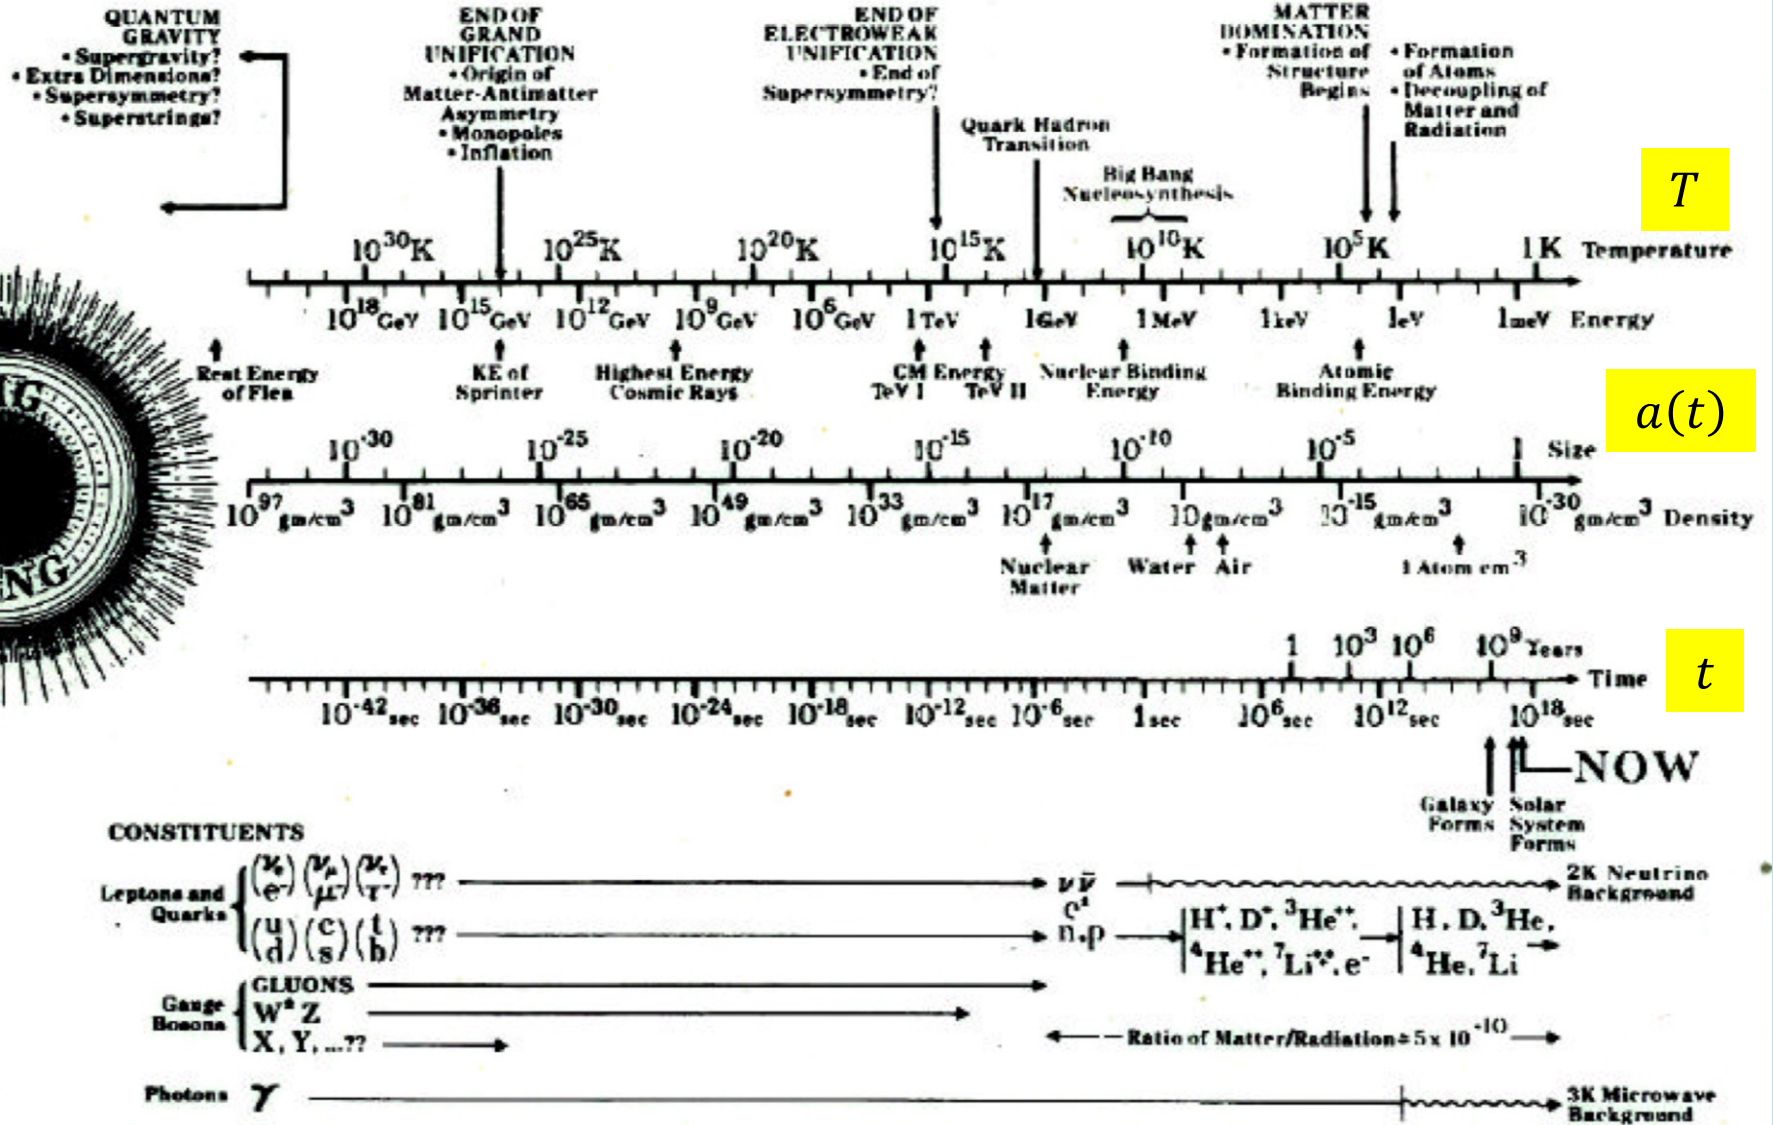 QUANTUM
GRAVITY
• Supergravity?
• Extra Dimensions?
• Supersymmetry?
• Superstrings?
END OF
GRAND
UNIFICATION
• Origin of
Matter-Antimatter
Asymmetry
• Monopoles
• Inflation
END OF
ELECTROWEAK
UNIFICATION
• End of
Supersymmetry?
Quark Hadron
Transition
Big Bang
Nucleosynthesis
MATTER
DOMINATION
• Formation of
Structure
Begins
• Formation
of Atoms
• Decoupling of
Matter and
Radiation
T
10³⁰K 10²⁵K 10²⁰K 10¹⁵K 10¹⁰K 10⁵K 1K Temperature
10¹⁸GeV 10¹⁵GeV 10¹²GeV 10⁹GeV 10⁶GeV 1TeV 1GeV 1MeV 1keV 1eV 1meV Energy
Rest Energy
of Flea
KE of
Sprinter
Highest Energy
Cosmic Rays
CM Energy
TeV I TeV II
Nuclear Binding
Energy
Atomic
Binding Energy
a(t)
10⁻³⁰ 10⁻²⁵ 10⁻²⁰ 10⁻¹⁵ 10⁻¹⁰ 10⁻⁵ 1 Size
10⁹⁷gm/cm³ 10⁸¹gm/cm³ 10⁶⁵gm/cm³ 10⁴⁹gm/cm³ 10³³gm/cm³ 10¹⁷gm/cm³ 10gm/cm³ 10⁻¹⁵gm/cm³ 10⁻³⁰gm/cm³ Density
Nuclear
Matter
Water
Air
1 Atom cm⁻³
NG
1 10³ 10⁶ 10⁹ Years
Time
t
10⁻⁴²sec 10⁻³⁶sec 10⁻³⁰sec 10⁻²⁴sec 10⁻¹⁸sec 10⁻¹²sec 10⁻⁶sec 1sec 10⁶sec 10¹²sec 10¹⁸sec
NOW
Galaxy
Forms
Solar
System
Forms
CONSTITUENTS
Leptons and
Quarks
(νₑ e⁻) (ν_μ μ⁻) (ν_τ τ⁻) ???
ν ν̄
2K Neutrino
Background
(u d) (c s) (t b) ???
n,p
H⁺, D⁺, ³He⁺⁺,
⁴He⁺⁺, ⁷Li⁺⁺⁺, e⁻
H, D, ³He,
⁴He, ⁷Li
Gauge
Bosons
GLUONS
W± Z
X, Y, ...??
Ratio of Matter/Radiation = 5 x 10⁻¹⁰
Photons γ
3K Microwave
Background